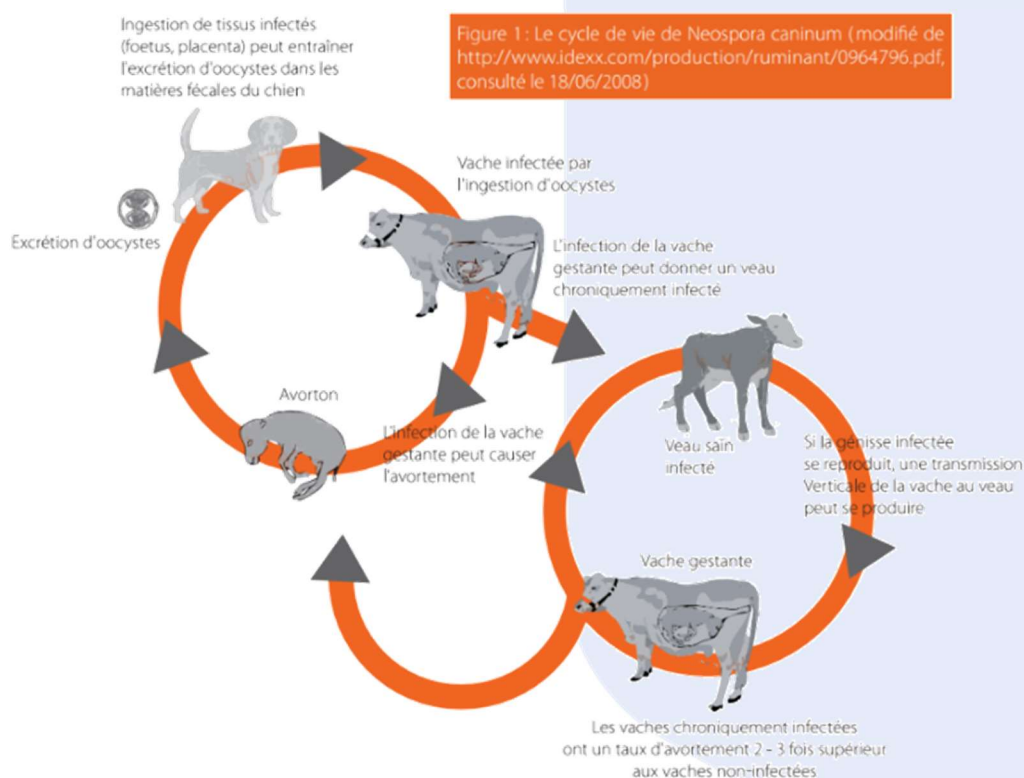 Ingestion de tissus infectés
(foetus, placenta) peut entraîner
l'excrétion d'oocystes dans les
matières fécales du chien
Figure 1: Le cycle de vie de Neospora caninum (modifié de
http://www.idexx.com/production/ruminant/0964796.pdf,
consulté le 18/06/2008)
Vache infectée par
l'ingestion d'oocystes
Excrétion d'oocystes
L'infection de la vache
gestante peut donner un veau
chroniquement infecté
Avorton
L'infection de la vache
gestante peut causer
l'avortement
Veau sain
infecté
Si la génisse infectée
se reproduit, une transmission
Verticale de la vache au veau
peut se produire
Vache gestante
Les vaches chroniquement infectées
ont un taux d'avortement 2 - 3 fois supérieur
aux vaches non-infectées